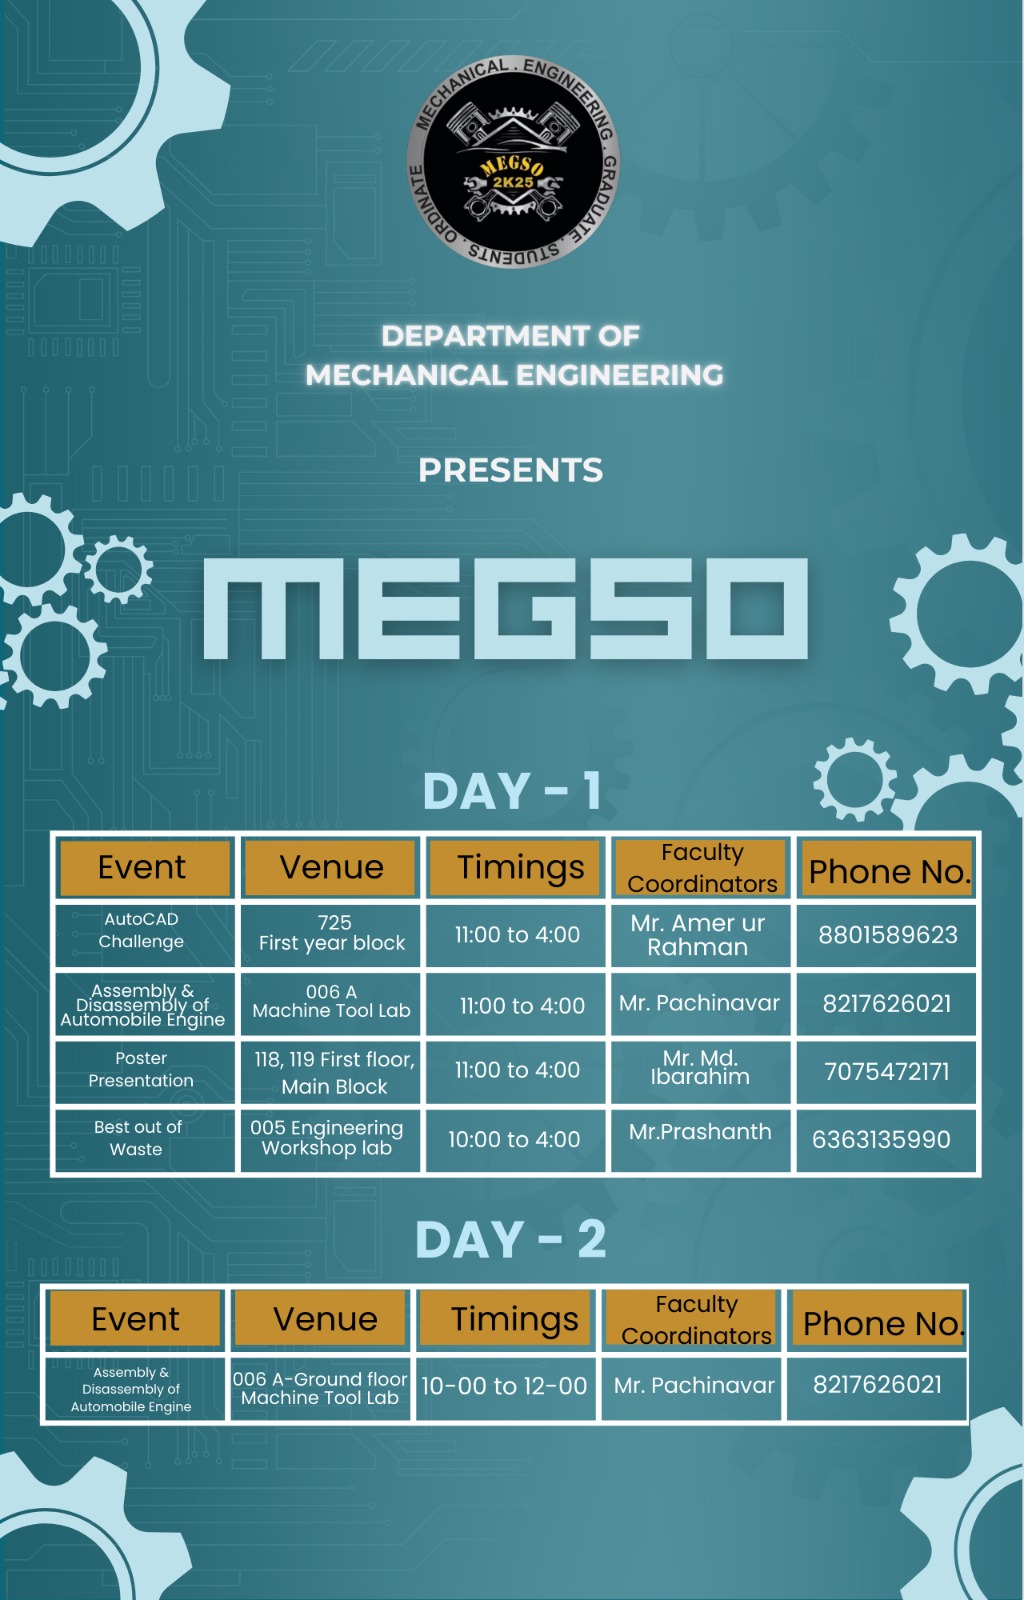 MECHANICAL . ENGINEERING . GRADUATE . STUDENTS . ORDINATE
MEGSO
2K25
DEPARTMENT OF
MECHANICAL ENGINEERING
PRESENTS
MEGSO
DAY - 1
Event Venue Timings Faculty Coordinators Phone No.
AutoCAD Challenge 725 First year block 11:00 to 4:00 Mr. Amer ur Rahman 8801589623
Assembly & Disassembly of Automobile Engine 006 A Machine Tool Lab 11:00 to 4:00 Mr. Pachinavar 8217626021
Poster Presentation 118, 119 First floor, Main Block 11:00 to 4:00 Mr. Md. Ibarahim 7075472171
Best out of Waste 005 Engineering Workshop lab 10:00 to 4:00 Mr.Prashanth 6363135990
DAY - 2
Event Venue Timings Faculty Coordinators Phone No.
Assembly & Disassembly of Automobile Engine 006 A-Ground floor Machine Tool Lab 10-00 to 12-00 Mr. Pachinavar 8217626021